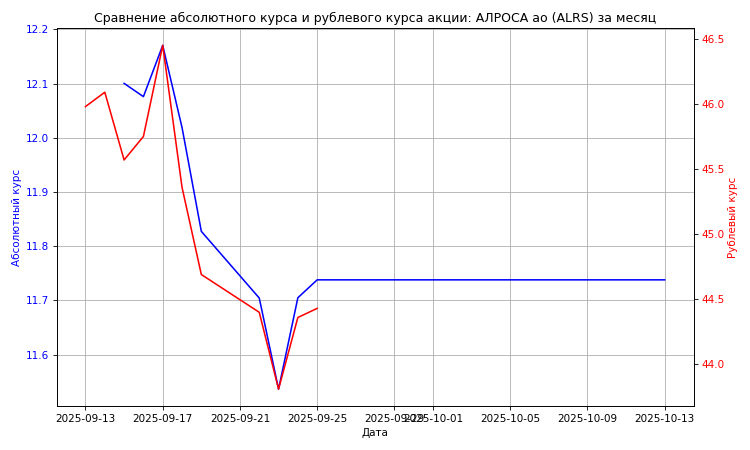 Сравнение абсолютного курса и рублевого курса акции: АЛРОСА ао (ALRS) за месяц
12.2
12.1
12.0
11.9
11.8
11.7
11.6
Абсолютный курс
46.5
46.0
45.5
45.0
44.5
44.0
Рублевый курс
2025-09-13 2025-09-17 2025-09-21 2025-09-25 2025-09-29 2025-10-01 2025-10-05 2025-10-09 2025-10-13
Дата